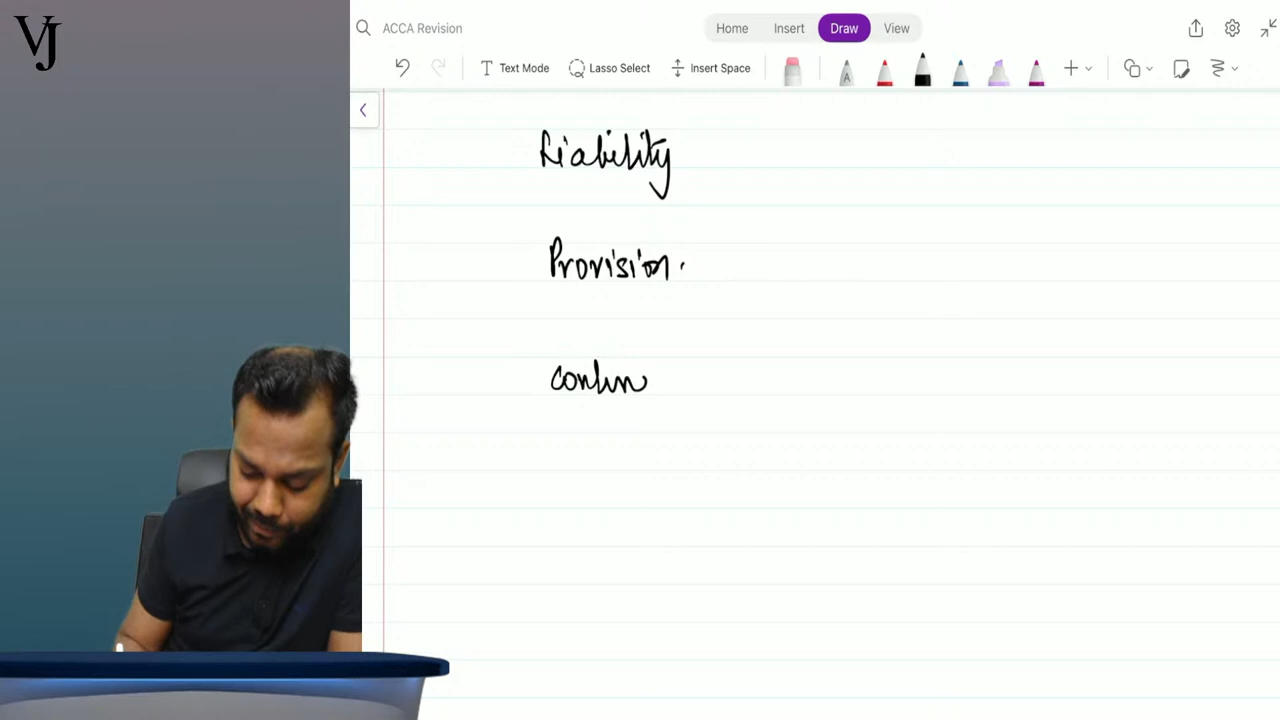 VJ
ACCA Revision
Home Insert Draw View
Text Mode Lasso Select Insert Space
A
Liability
Provision.
contin